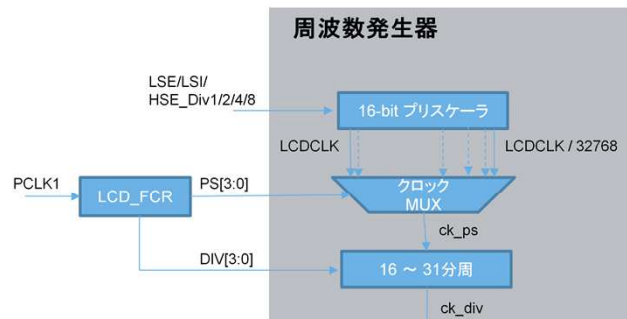 周波数発生器
LSE/LSI/
HSE_Div1/2/4/8
16-bit プリスケーラ
LCDCLK
LCDCLK / 32768
PCLK1
LCD_FCR
PS[3:0]
クロック
MUX
ck_ps
DIV[3:0]
16 ～ 31分周
ck_div